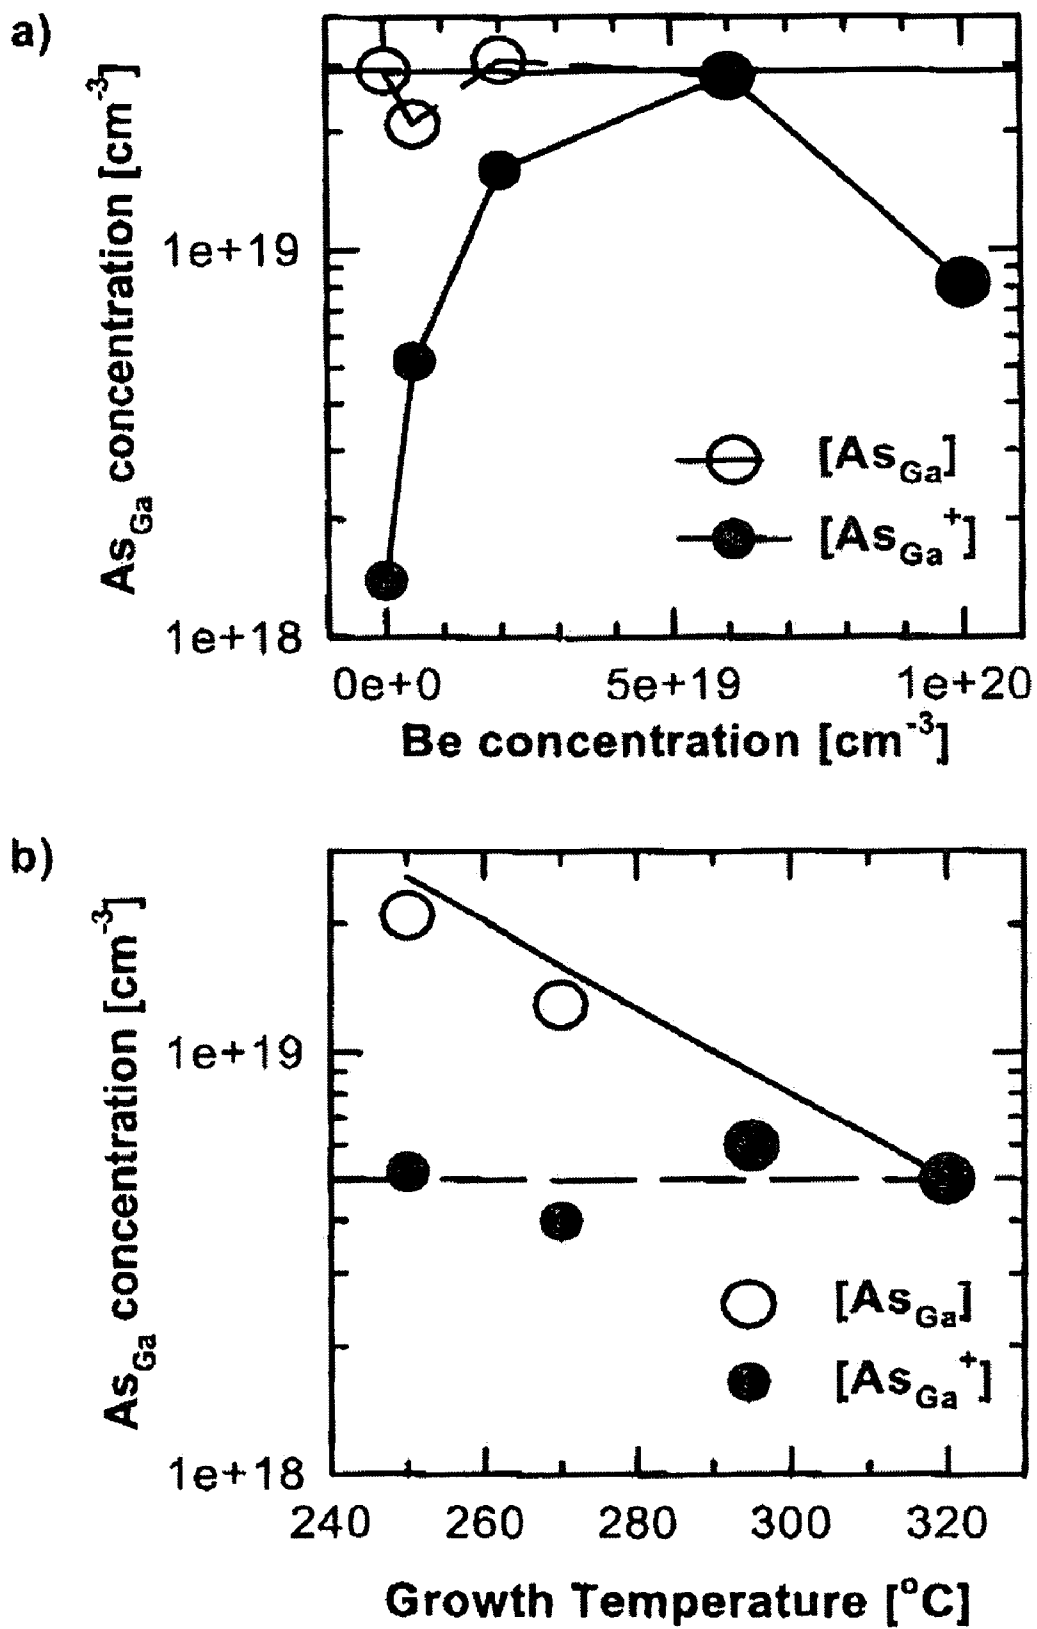 a)
As_Ga concentration [cm^-3]
1e+19
[As_Ga]
[As_Ga^+]
1e+18
0e+0 5e+19 1e+20
Be concentration [cm^-3]
b)
As_Ga concentration [cm^-3]
1e+19
[As_Ga]
[As_Ga^+]
1e+18
240 260 280 300 320
Growth Temperature [°C]